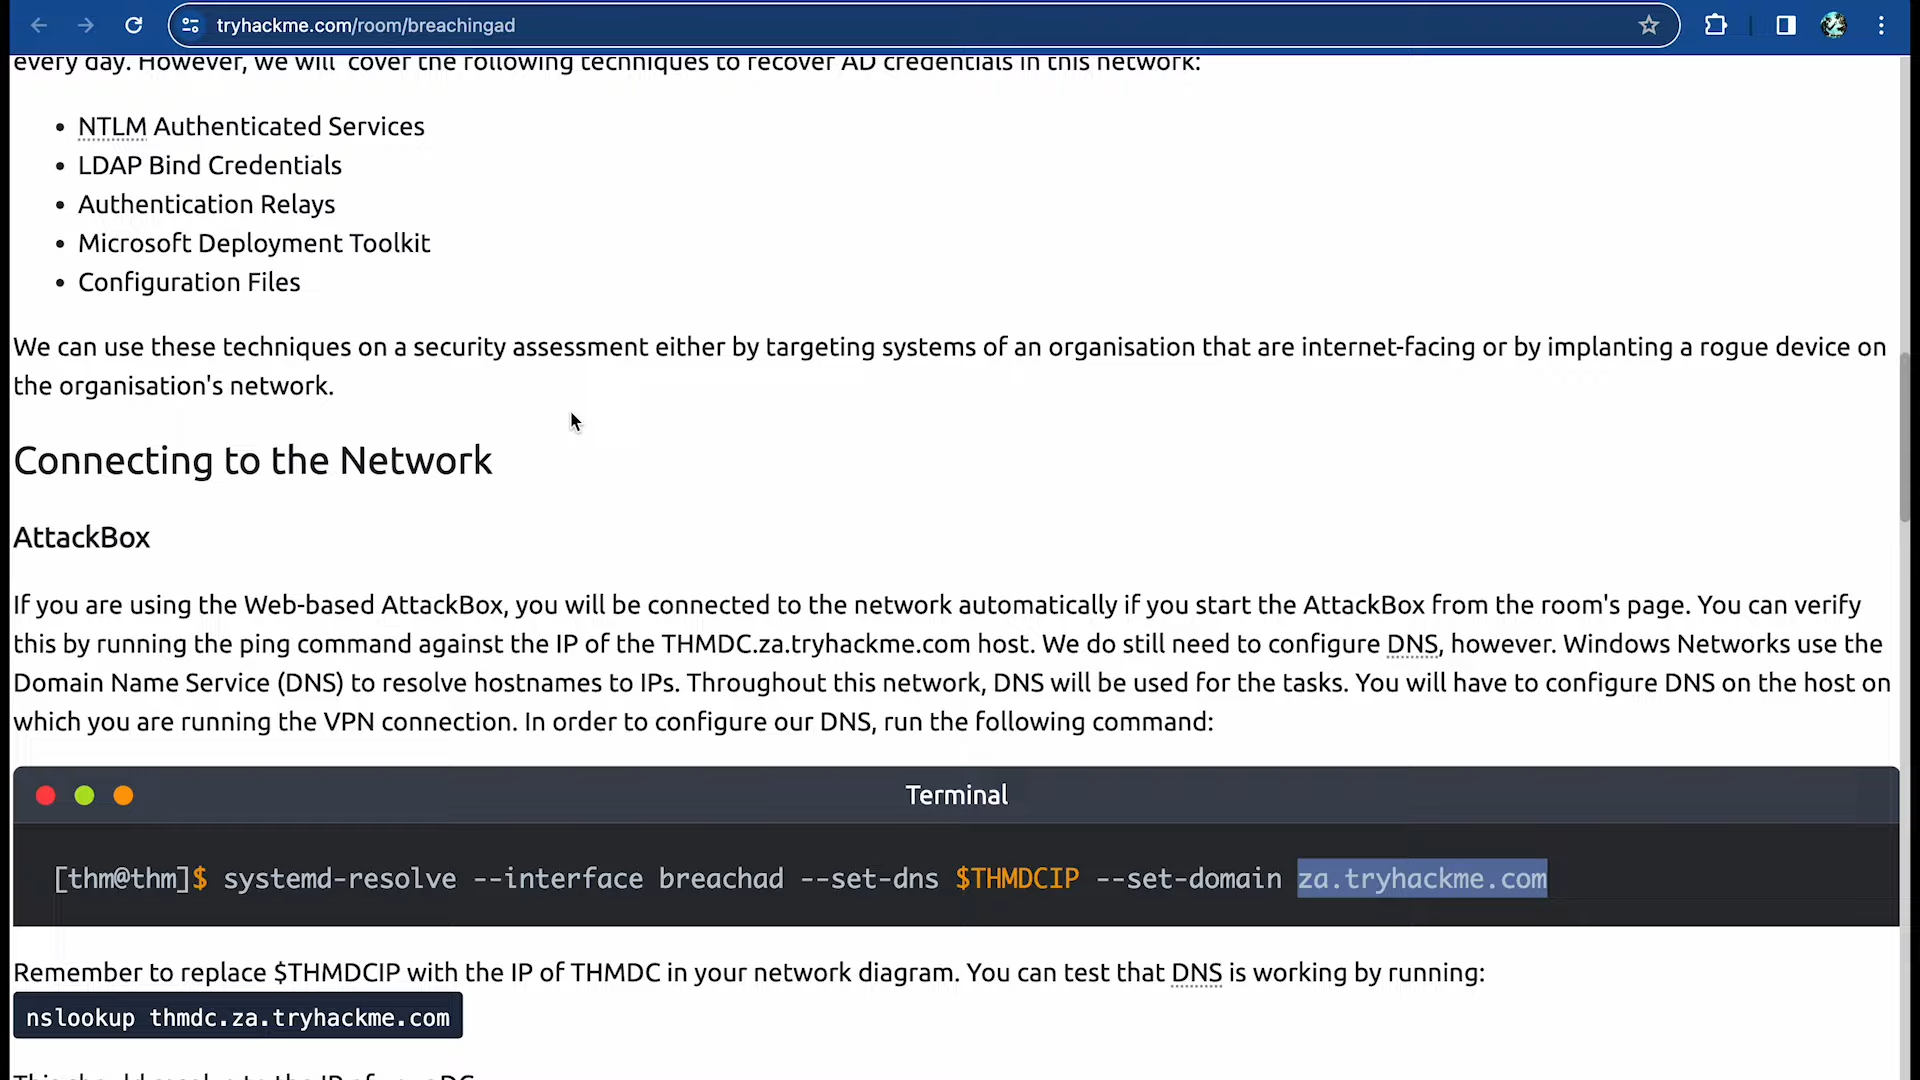 tryhackme.com/room/breachingad
every day. However, we will cover the following techniques to recover AD credentials in this network:
• NTLM Authenticated Services
• LDAP Bind Credentials
• Authentication Relays
• Microsoft Deployment Toolkit
• Configuration Files
We can use these techniques on a security assessment either by targeting systems of an organisation that are internet-facing or by implanting a rogue device on
the organisation's network.
Connecting to the Network
AttackBox
If you are using the Web-based AttackBox, you will be connected to the network automatically if you start the AttackBox from the room's page. You can verify
this by running the ping command against the IP of the THMDC.za.tryhackme.com host. We do still need to configure DNS, however. Windows Networks use the
Domain Name Service (DNS) to resolve hostnames to IPs. Throughout this network, DNS will be used for the tasks. You will have to configure DNS on the host on
which you are running the VPN connection. In order to configure our DNS, run the following command:
Terminal
[thm@thm]$ systemd-resolve --interface breachad --set-dns $THMDCIP --set-domain za.tryhackme.com
Remember to replace $THMDCIP with the IP of THMDC in your network diagram. You can test that DNS is working by running:
nslookup thmdc.za.tryhackme.com
This should resolve to the IP of your DC.